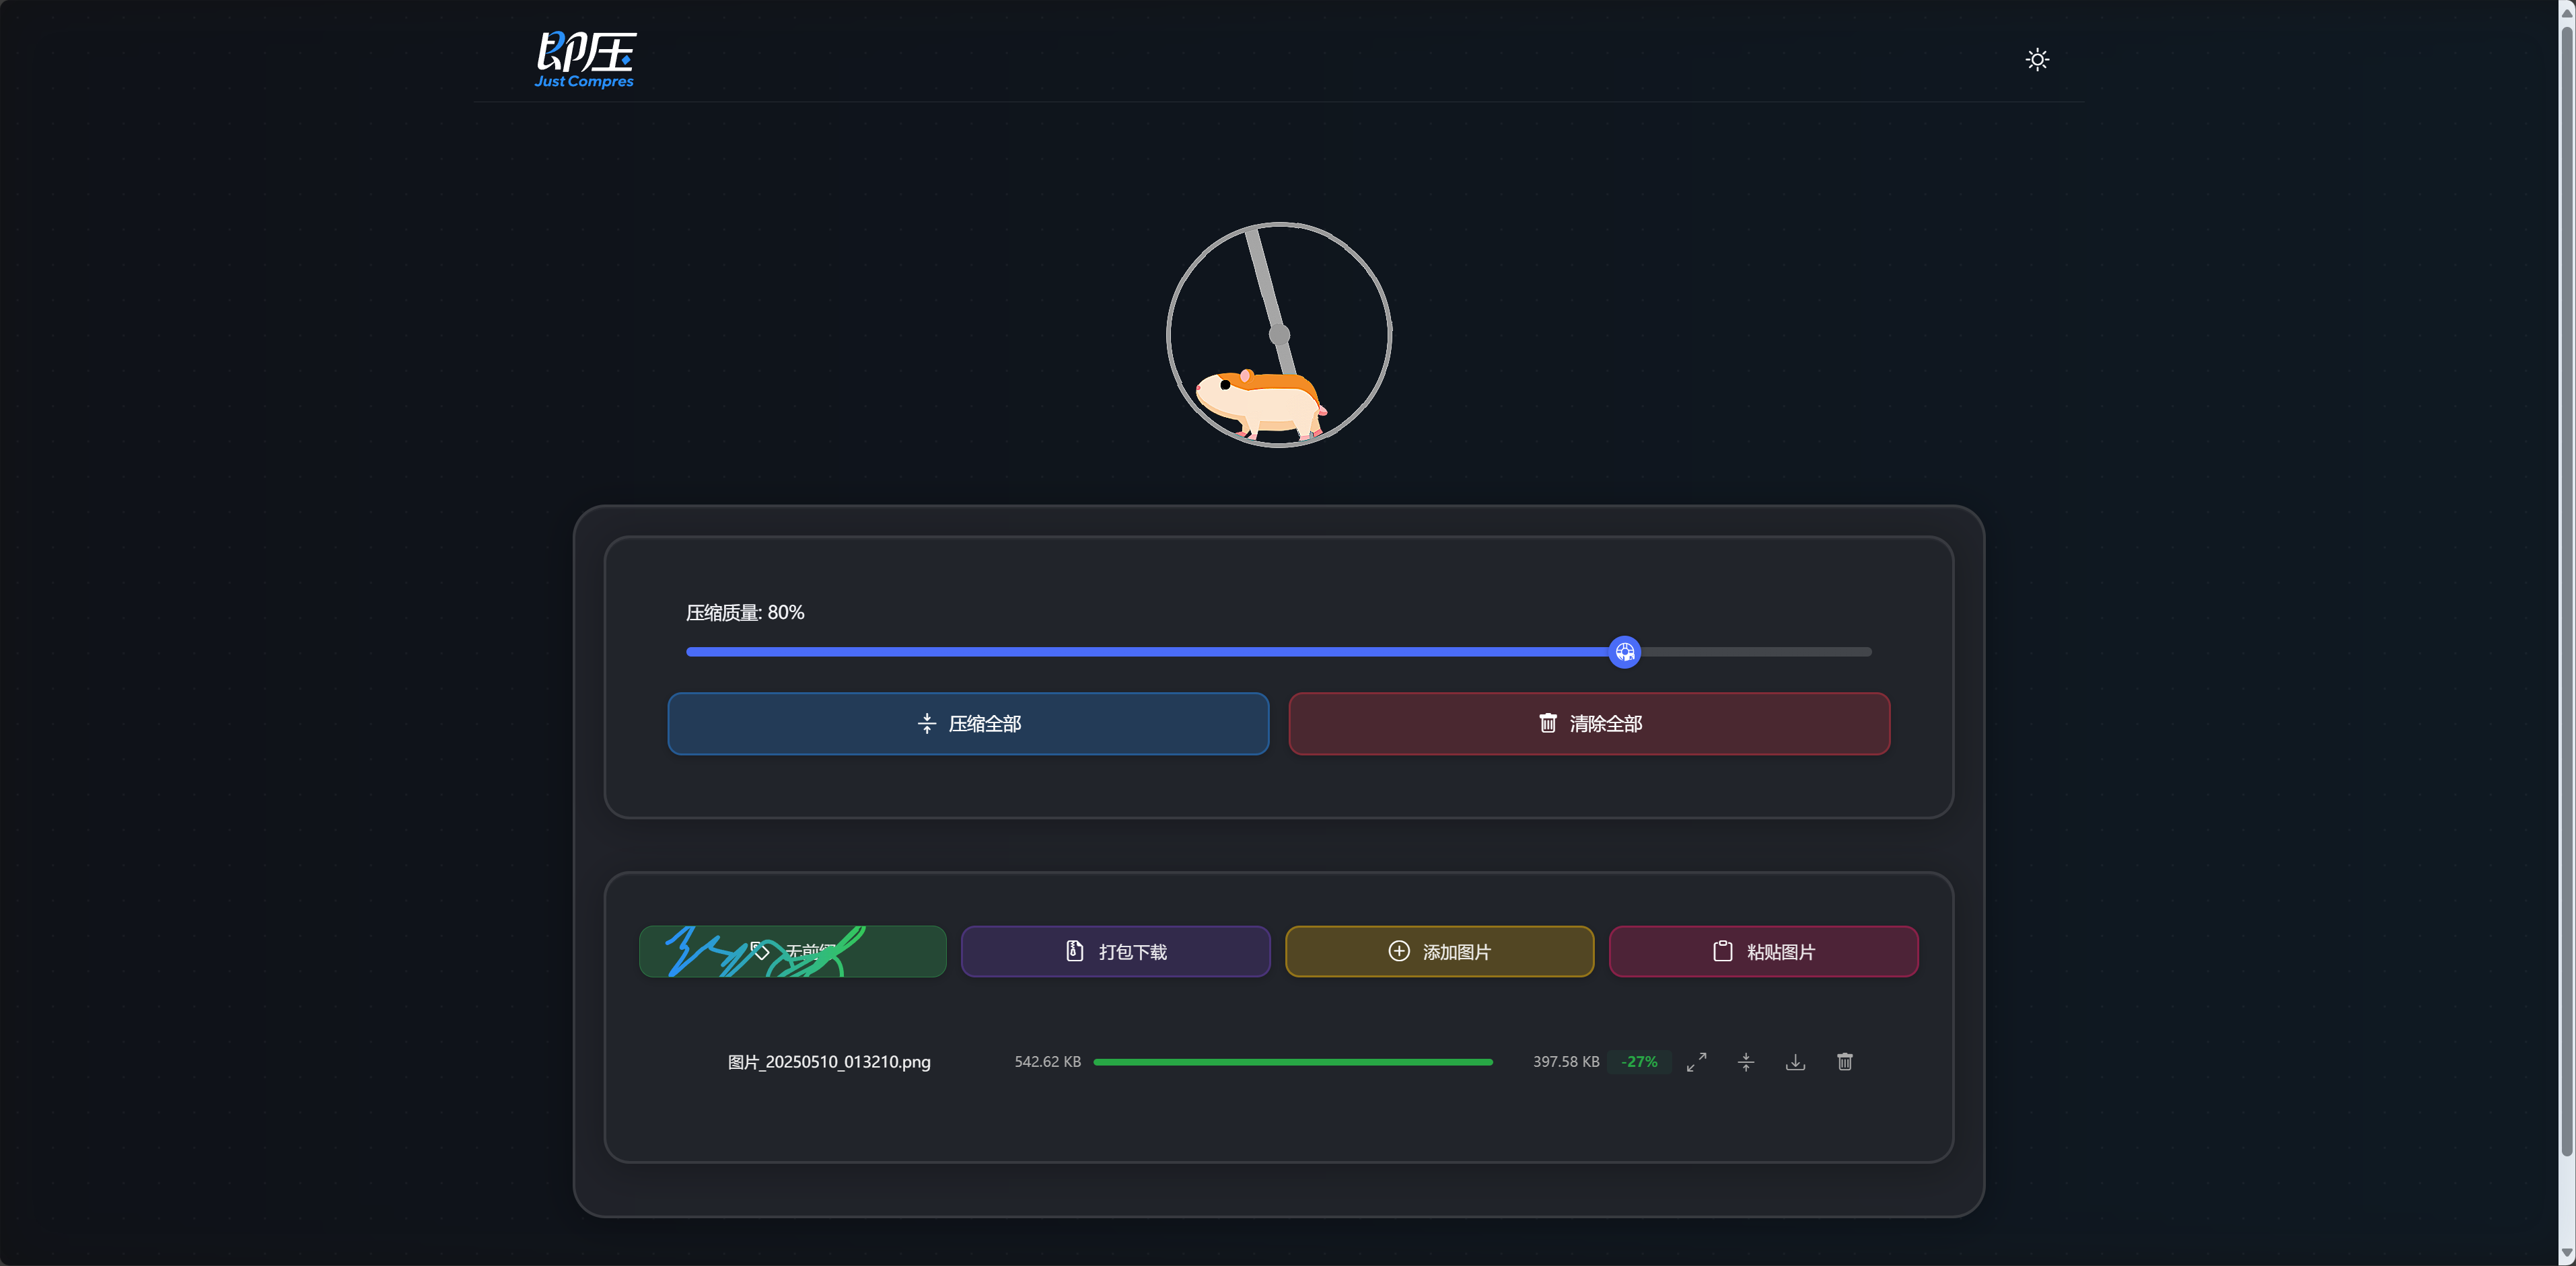 即压
Just Compres
压缩质量: 80%
压缩全部
清除全部
无前
打包下载
添加图片
粘贴图片
图片_20250510_013210.png
542.62 KB
397.58 KB
-27%